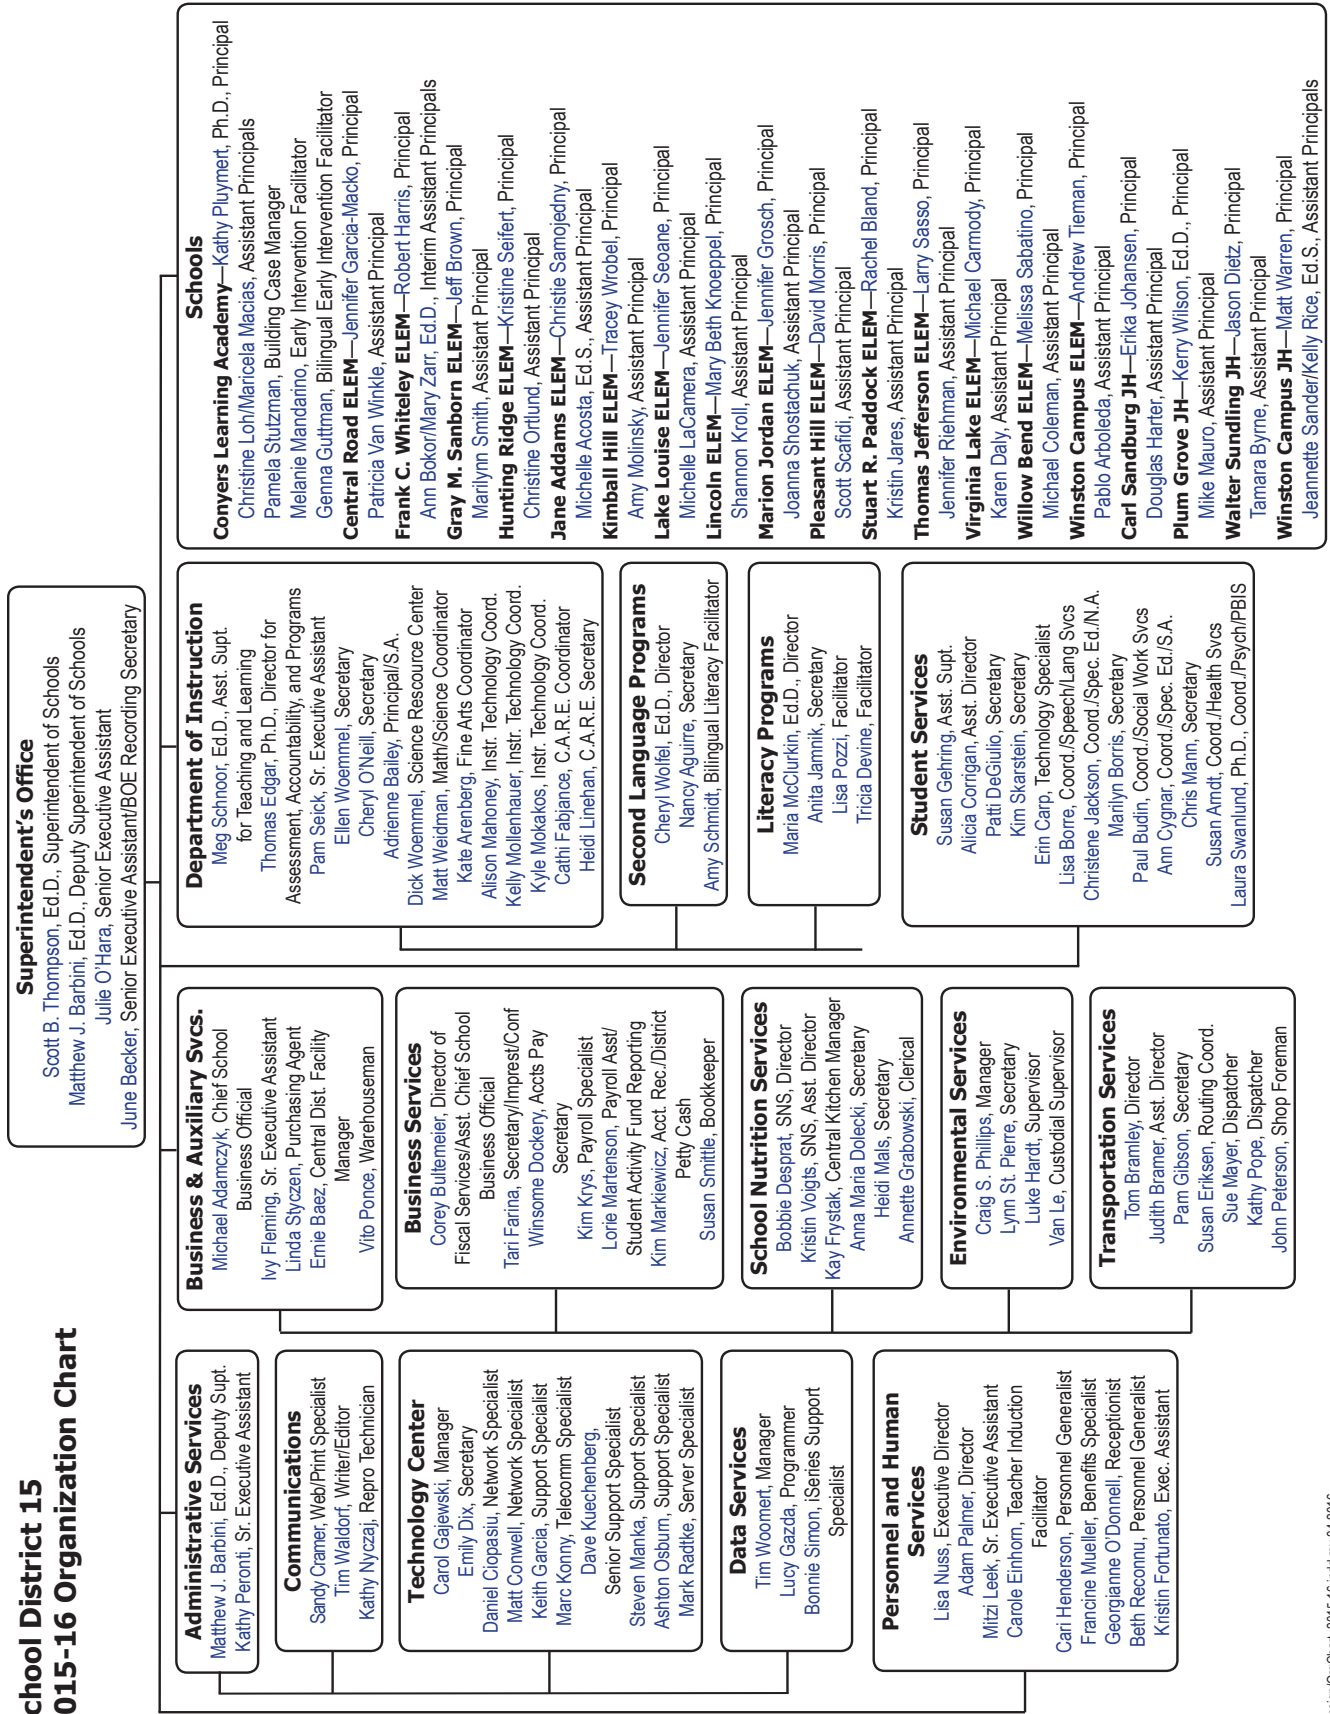 chool District 15
015-16 Organization Chart
Superintendent's Office
Scott B. Thompson, Ed.D., Superintendent of Schools
Matthew J. Barbini, Ed.D., Deputy Superintendent of Schools
Julie O'Hara, Senior Executive Assistant
June Becker, Senior Executive Assistant/BOE Recording Secretary
Administrative Services
Matthew J. Barbini, Ed.D., Deputy Supt.
Kathy Peronti, Sr. Executive Assistant
Communications
Sandy Cramer, Web/Print Specialist
Tim Waldorf, Writer/Editor
Kathy Nyczaj, Repro Technician
Technology Center
Carol Gajewski, Manager
Emily Dix, Secretary
Daniel Ciopasiu, Network Specialist
Matt Conwell, Network Specialist
Keith Garcia, Support Specialist
Marc Konny, Telecomm Specialist
Dave Kuechenberg,
Senior Support Specialist
Steven Manka, Support Specialist
Ashton Osburn, Support Specialist
Mark Radtke, Server Specialist
Data Services
Tim Woomert, Manager
Lucy Gazda, Programmer
Bonnie Simon, iSeries Support
Specialist
Personnel and Human
Services
Lisa Nuss, Executive Director
Adam Palmer, Director
Mitzi Leek, Sr. Executive Assistant
Carole Einhorn, Teacher Induction
Facilitator
Cari Henderson, Personnel Generalist
Francine Mueller, Benefits Specialist
Georgianne O'Donnell, Receptionist
Beth Reconnu, Personnel Generalist
Kristin Fortunato, Exec. Assistant
Business & Auxiliary Svcs.
Michael Adamczyk, Chief School
Business Official
Ivy Fleming, Sr. Executive Assistant
Linda Styczen, Purchasing Agent
Ernie Baez, Central Dist. Facility
Manager
Vito Ponce, Warehouseman
Business Services
Corey Bultemeier, Director of
Fiscal Services/Asst. Chief School
Business Official
Tari Farina, Secretary/Imprest/Conf
Winsome Dockery, Accts Pay
Secretary
Kim Krys, Payroll Specialist
Lorie Martenson, Payroll Asst/
Student Activity Fund Reporting
Kim Markiewicz, Acct. Rec./District
Petty Cash
Susan Smittle, Bookkeeper
School Nutrition Services
Bobbie Desprat, SNS, Director
Kristin Voigts, SNS, Asst. Director
Kay Frystak, Central Kitchen Manager
Anna Maria Dolecki, Secretary
Heidi Mals, Secretary
Annette Grabowski, Clerical
Environmental Services
Craig S. Phillips, Manager
Lynn St. Pierre, Secretary
Luke Hardt, Supervisor
Van Le, Custodial Supervisor
Transportation Services
Tom Bramley, Director
Judith Bramer, Asst. Director
Pam Gibson, Secretary
Susan Eriksen, Routing Coord.
Sue Mayer, Dispatcher
Kathy Pope, Dispatcher
John Peterson, Shop Foreman
Department of Instruction
Meg Schnoor, Ed.D., Asst. Supt.
for Teaching and Learning
Thomas Edgar, Ph.D., Director for
Assessment, Accountability, and Programs
Pam Seick, Sr. Executive Assistant
Ellen Woemmel, Secretary
Cheryl O'Neill, Secretary
Adrienne Bailey, Principal/S.A.
Dick Woemmel, Science Resource Center
Matt Weidman, Math/Science Coordinator
Kate Arenberg, Fine Arts Coordinator
Alison Mahoney, Instr. Technology Coord.
Kelly Mollenhauer, Instr. Technology Coord.
Kyle Mokakos, Instr. Technology Coord.
Cathi Fabjance, C.A.R.E. Coordinator
Heidi Linehan, C.A.R.E. Secretary
Second Language Programs
Cheryl Wolfel, Ed.D., Director
Nancy Aguirre, Secretary
Amy Schmidt, Bilingual Literacy Facilitator
Literacy Programs
Maria McClurkin, Ed.D., Director
Anita Jamnik, Secretary
Lisa Pozzi, Facilitator
Tricia Devine, Facilitator
Student Services
Susan Gehring, Asst. Supt.
Alicia Corrigan, Asst. Director
Patti DeGiulio, Secretary
Kim Skarstein, Secretary
Erin Carp, Technology Specialist
Lisa Borre, Coord./Speech/Lang Svcs
Christene Jackson, Coord./Spec. Ed./N.A.
Marilyn Borris, Secretary
Paul Budin, Coord./Social Work Svcs
Ann Cygnar, Coord./Spec. Ed./S.A.
Chris Mann, Secretary
Susan Arndt, Coord./Health Svcs
Laura Swanlund, Ph.D., Coord./Psych/PBIS
Schools
Conyers Learning Academy—Kathy Pluymert, Ph.D., Principal
Christine Loh/Maricela Macias, Assistant Principals
Pamela Stutzman, Building Case Manager
Melanie Mandarino, Early Intervention Facilitator
Genna Guttman, Bilingual Early Intervention Facilitator
Central Road ELEM—Jennifer Garcia-Macko, Principal
Patricia Van Winkle, Assistant Principal
Frank C. Whiteley ELEM—Robert Harris, Principal
Ann Bokor/Mary Zarr, Ed.D., Interim Assistant Principals
Gray M. Sanborn ELEM—Jeff Brown, Principal
Marilynn Smith, Assistant Principal
Hunting Ridge ELEM—Kristine Seifert, Principal
Christine Ortlund, Assistant Principal
Jane Addams ELEM—Christie Samojedny, Principal
Michelle Acosta, Ed.S., Assistant Principal
Kimball Hill ELEM—Tracey Wrobel, Principal
Amy Molinsky, Assistant Principal
Lake Louise ELEM—Jennifer Seoane, Principal
Michelle LaCamera, Assistant Principal
Lincoln ELEM—Mary Beth Knoeppel, Principal
Shannon Kroll, Assistant Principal
Marion Jordan ELEM—Jennifer Grosch, Principal
Joanna Shostachuk, Assistant Principal
Pleasant Hill ELEM—David Morris, Principal
Scott Scafidi, Assistant Principal
Stuart R. Paddock ELEM—Rachel Bland, Principal
Kristin Jares, Assistant Principal
Thomas Jefferson ELEM—Larry Sasso, Principal
Jennifer Riehman, Assistant Principal
Virginia Lake ELEM—Michael Carmody, Principal
Karen Daly, Assistant Principal
Willow Bend ELEM—Melissa Sabatino, Principal
Michael Coleman, Assistant Principal
Winston Campus ELEM—Andrew Tieman, Principal
Pablo Arboleda, Assistant Principal
Carl Sandburg JH—Erika Johansen, Principal
Douglas Harter, Assistant Principal
Plum Grove JH—Kerry Wilson, Ed.D., Principal
Mike Mauro, Assistant Principal
Walter Sundling JH—Jason Dietz, Principal
Tamara Byrne, Assistant Principal
Winston Campus JH—Matt Warren, Principal
Jeannette Sander/Kelly Rice, Ed.S., Assistant Principals